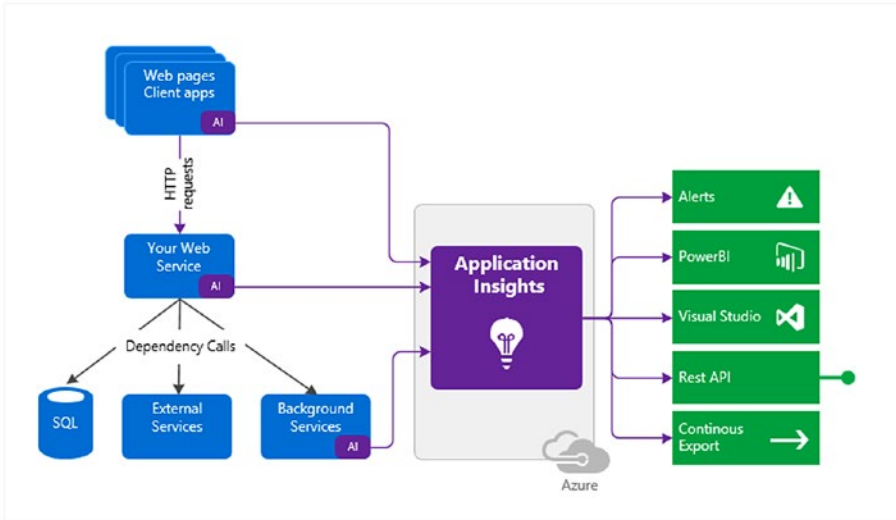 Web pages
Client apps
AI
HTTP
requests
Your Web
Service
AI
Dependency Calls
SQL
External
Services
Background
Services
AI
Application
Insights
Azure
Alerts
PowerBI
Visual Studio
Rest API
Continous
Export